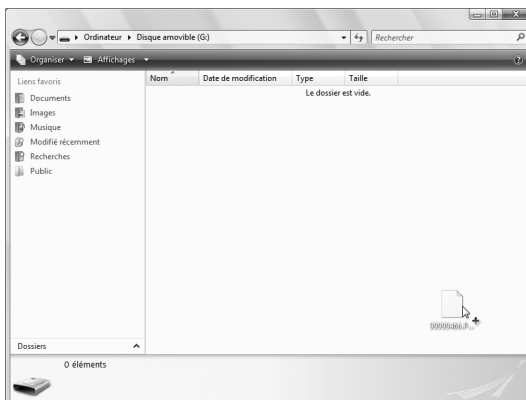 Ordinateur Disque amovible (G:)
Rechercher
Organiser Affichages
Liens favoris
Nom Date de modification Type Taille
Le dossier est vide.
Documents
Images
Musique
Modifié récemment
Recherches
Public
00000466.P...
Dossiers
0 éléments